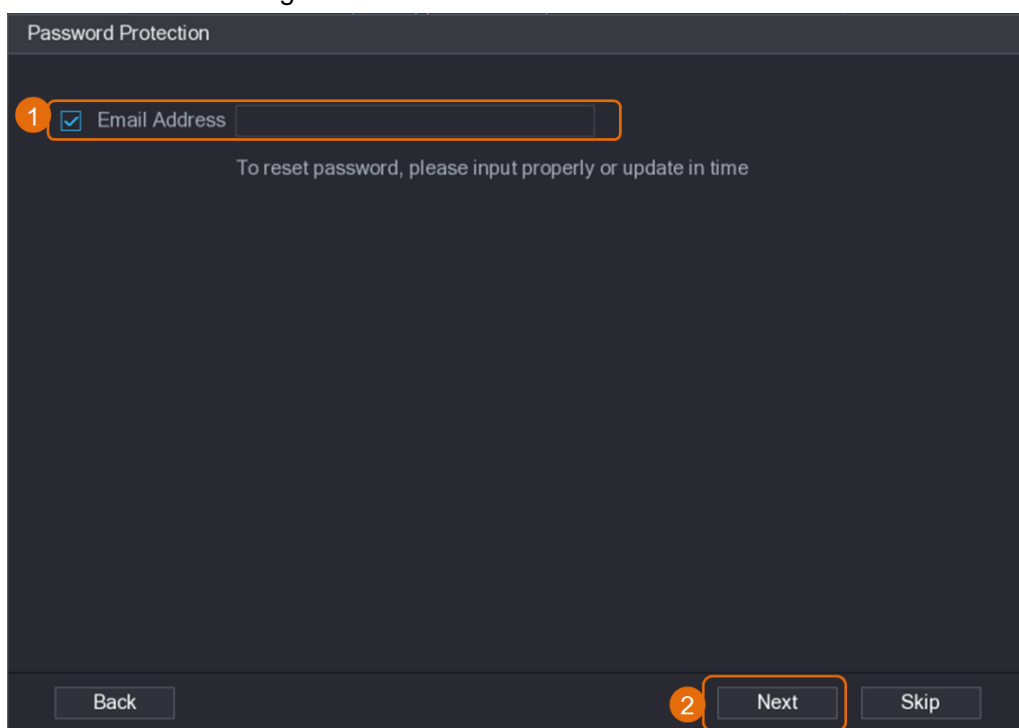 Password Protection
1
Email Address
To reset password, please input properly or update in time
Back
2
Next
Skip